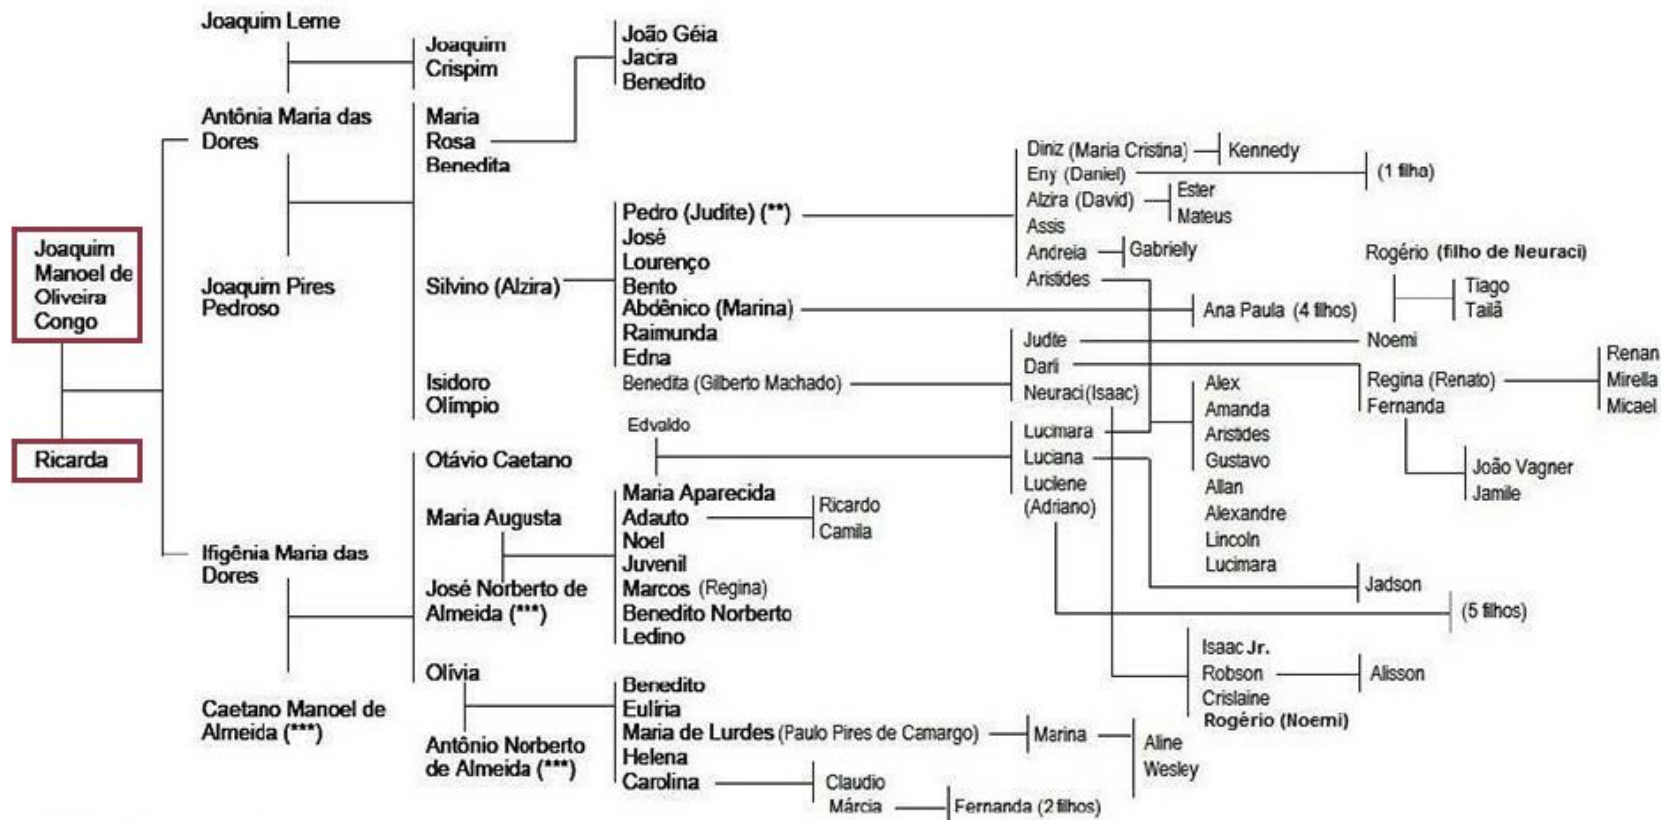 Joaquim Leme
Joaquim
Crispim
João Géia
Jacira
Benedito
Antônia Maria das
Dores
Maria
Rosa
Benedita
Joaquim
Manoel de
Oliveira
Congo
Ricarda
Joaquim Pires
Pedroso
Silvino (Alzira)
Isidoro
Olímpio
Pedro (Judite) (**)
José
Lourenço
Bento
Abdênico (Marina)
Raimunda
Edna
Benedita (Gilberto Machado)
Diniz (Maria Cristina)
Eny (Daniel)
Alzira (David)
Assis
Andreia
Aristides
Kennedy
(1 filha)
Ester
Mateus
Gabrielly
Ana Paula (4 filhos)
Rogério (filho de Neuraci)
Tiago
Tailã
Judite
Darli
Neuraci (Isaac)
Noemi
Regina (Renato)
Fernanda
Renan
Mirella
Micael
João Vagner
Jamile
Edvaldo
Lucimara
Luciana
Lucilene
(Adriano)
Alex
Amanda
Aristides
Gustavo
Allan
Alexandre
Lincoln
Lucimara
Jadson
(5 filhos)
Isaac Jr.
Robson
Crislaine
Rogério (Noemi)
Alisson
Ifigênia Maria das
Dores
Caetano Manoel de
Almeida (***)
Otávio Caetano
Maria Augusta
José Norberto de
Almeida (***)
Olívia
Antônio Norberto
de Almeida (***)
Maria Aparecida
Adauto
Noel
Juvenil
Marcos (Regina)
Benedito Norberto
Ledino
Ricardo
Camila
Benedito
Eulíria
Maria de Lurdes (Paulo Pires de Camargo)
Helena
Carolina
Marina
Aline
Wesley
Claudio
Márcia
Fernanda (2 filhos)